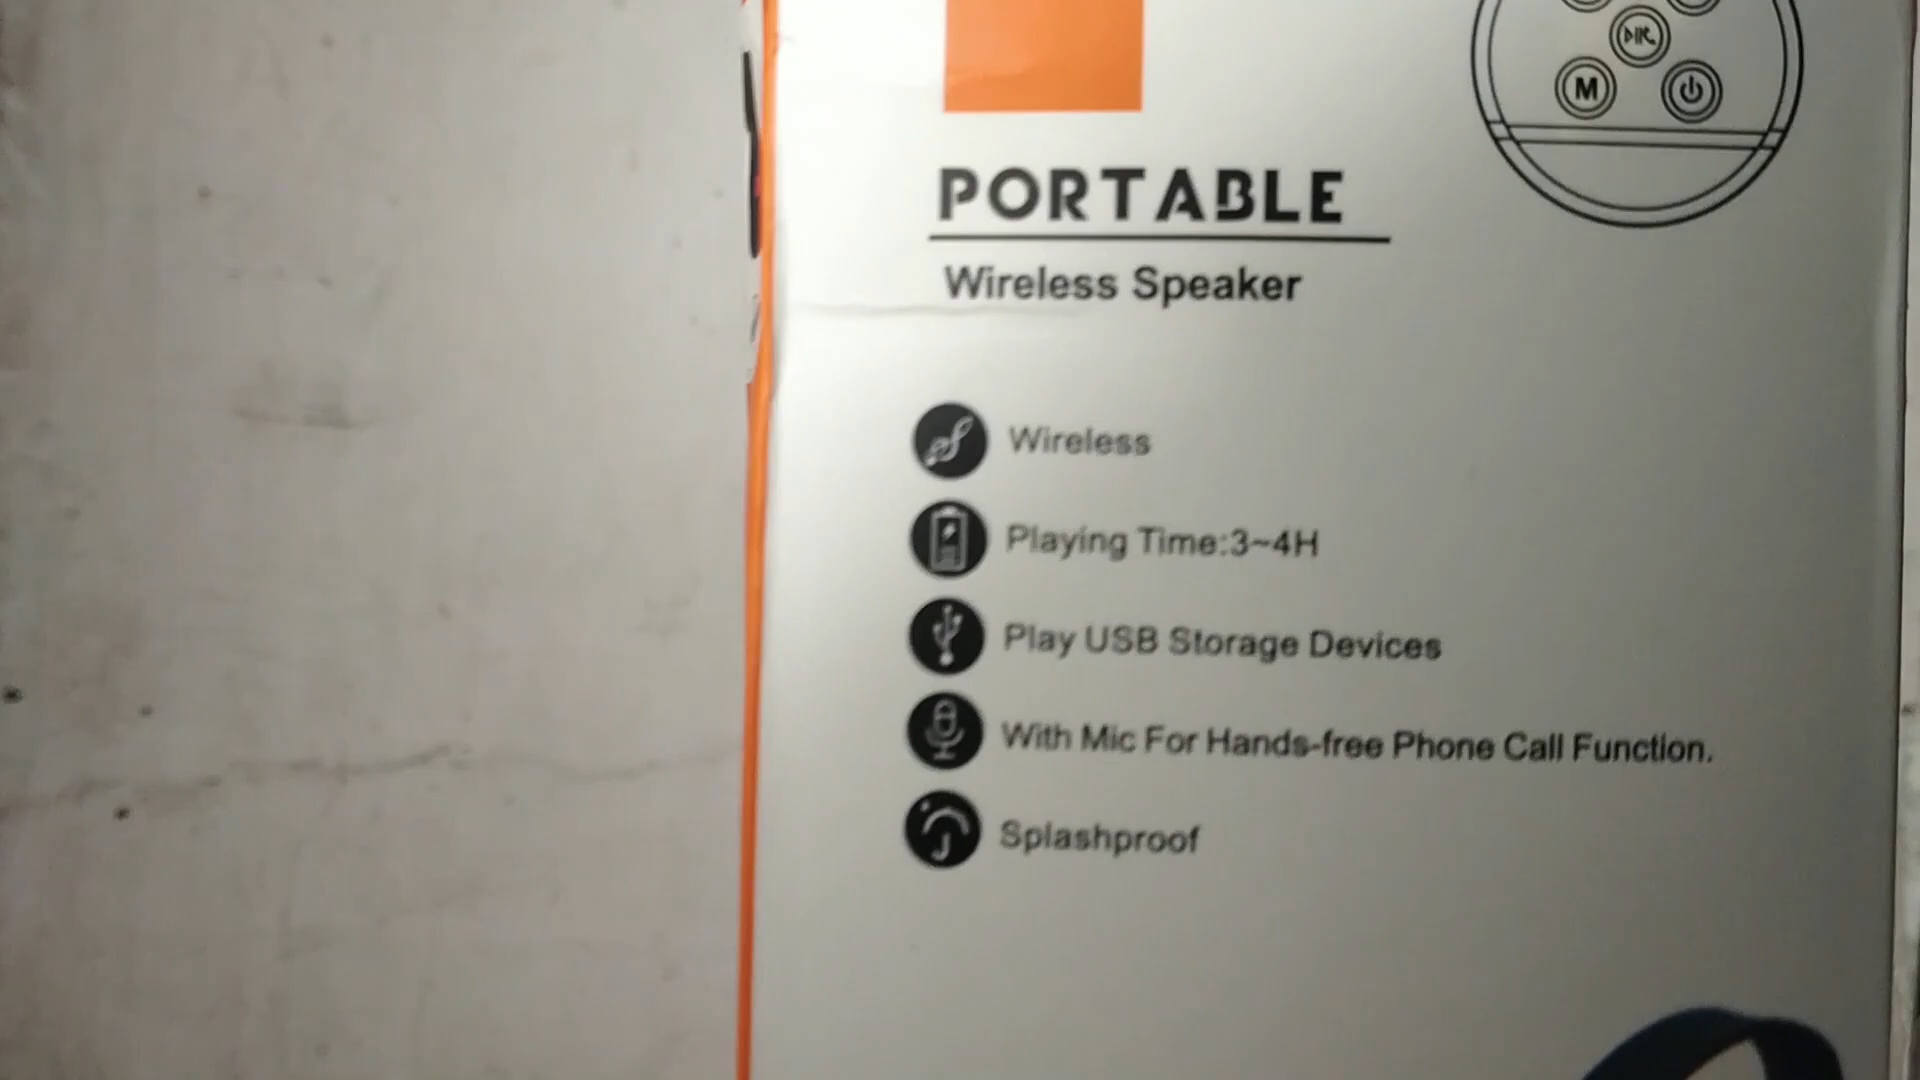 M
PORTABLE
Wireless Speaker
Wireless
Playing Time:3~4H
Play USB Storage Devices
With Mic For Hands-free Phone Call Function.
Splashproof